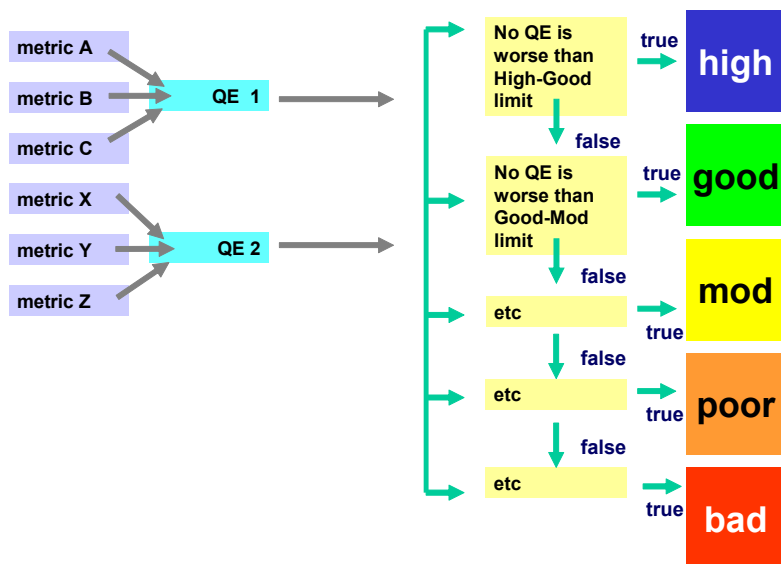 metric A
metric B
metric C
QE 1
metric X
metric Y
metric Z
QE 2
No QE is
worse than
High-Good
limit
true
high
false
No QE is
worse than
Good-Mod
limit
true
good
false
etc
true
mod
false
etc
true
poor
false
etc
true
bad